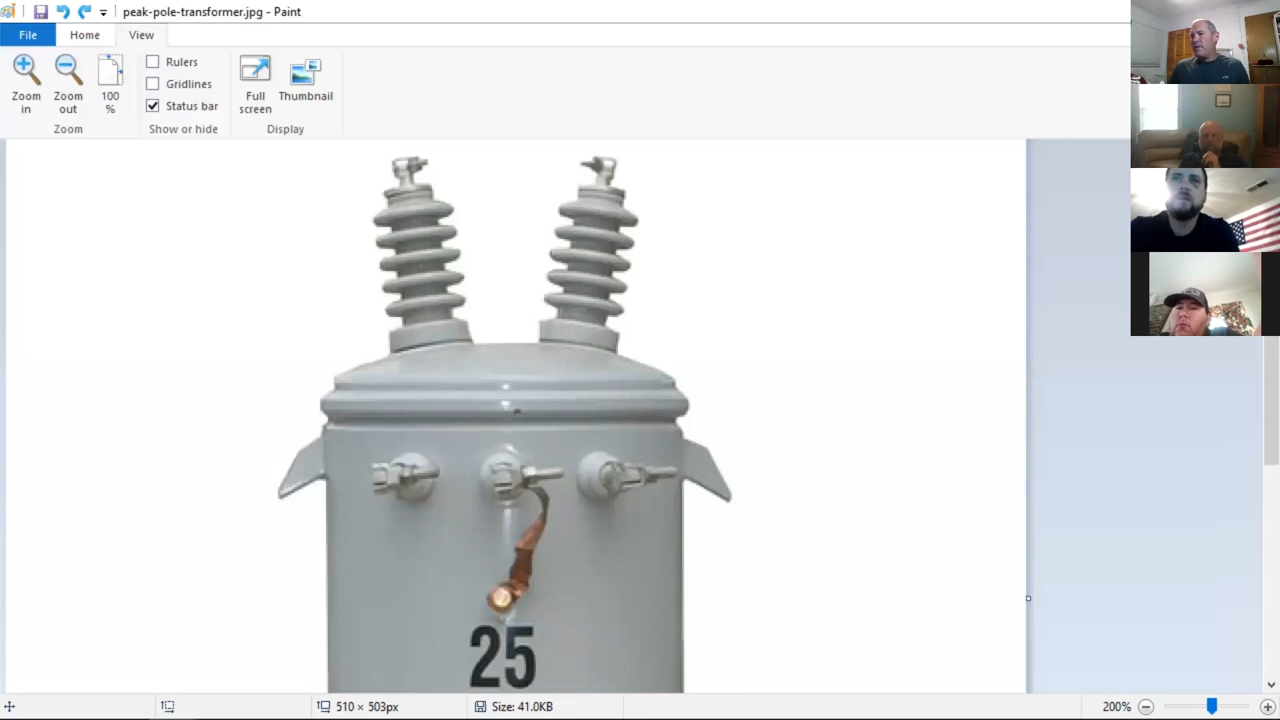 peak-pole-transformer.jpg - Paint
File Home View
Zoom in
Zoom out
100 %
Rulers
Gridlines
Status bar
Full screen
Thumbnail
Zoom
Show or hide
Display
25
510 × 503px
Size: 41.0KB
200%